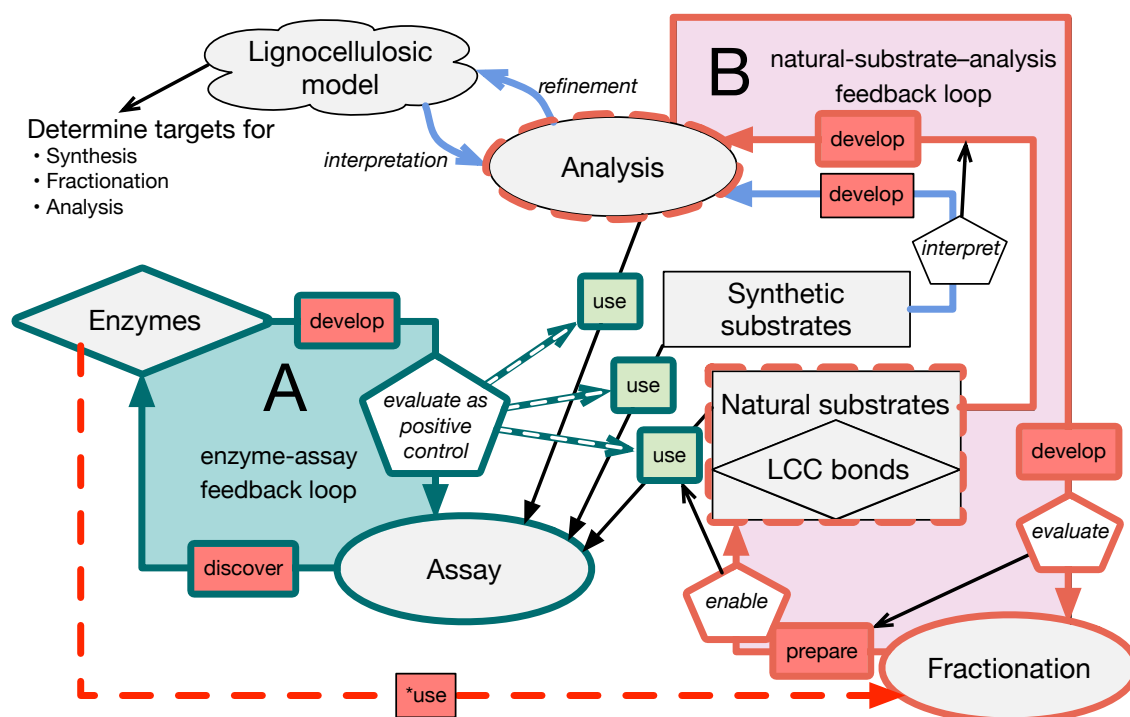 Lignocellulosic
model
refinement
interpretation
Determine targets for
· Synthesis
· Fractionation
· Analysis
B
natural-substrate–analysis
feedback loop
develop
Analysis
develop
interpret
Enzymes
develop
use
Synthetic
substrates
A
evaluate as
positive
control
use
Natural substrates
enzyme-assay
feedback loop
use
LCC bonds
develop
evaluate
discover
Assay
enable
prepare
Fractionation
*use